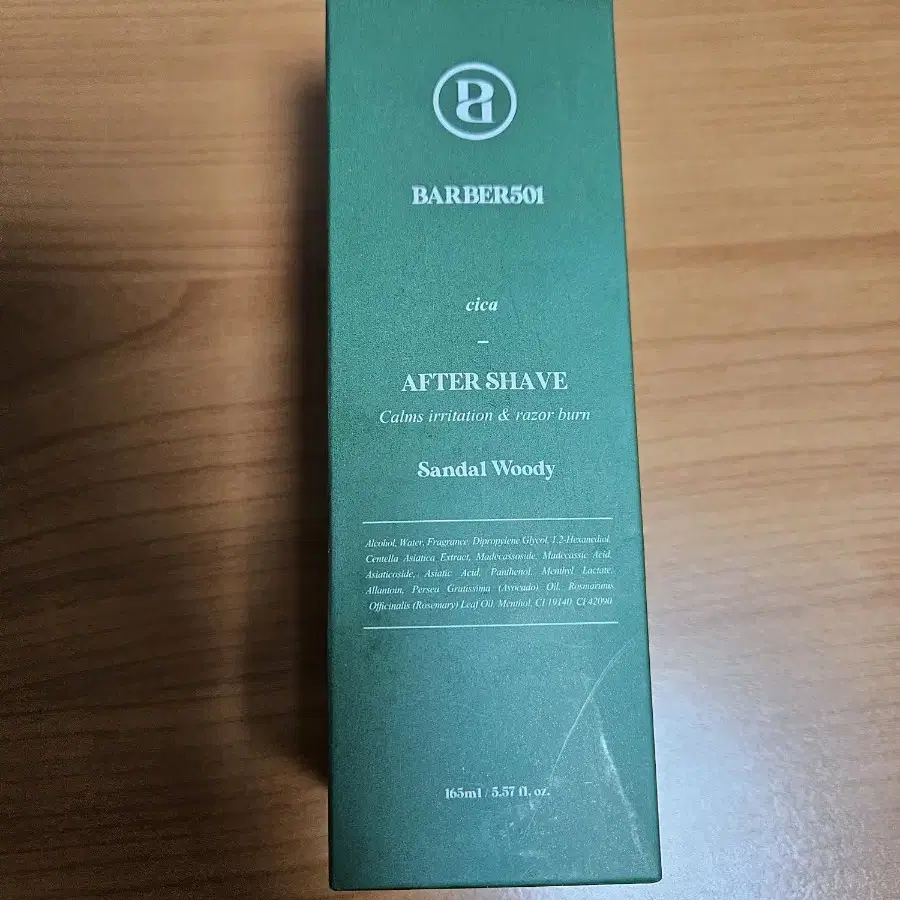 BARBER501
cica
–
AFTER SHAVE
Calms irritation & razor burn
Sandal Woody
Alcohol, Water, Fragrance, Dipropylene Glycol, 1,2-Hexanediol,
Centella Asiatica Extract, Madecassoside, Madecassic Acid,
Asiaticoside, Asiatic Acid, Panthenol, Menthyl Lactate,
Allantoin, Persea Gratissima (Avocado) Oil, Rosmarinus
Officinalis (Rosemary) Leaf Oil, Menthol, CI 19140, CI 42090
165ml / 5.57 fl. oz.